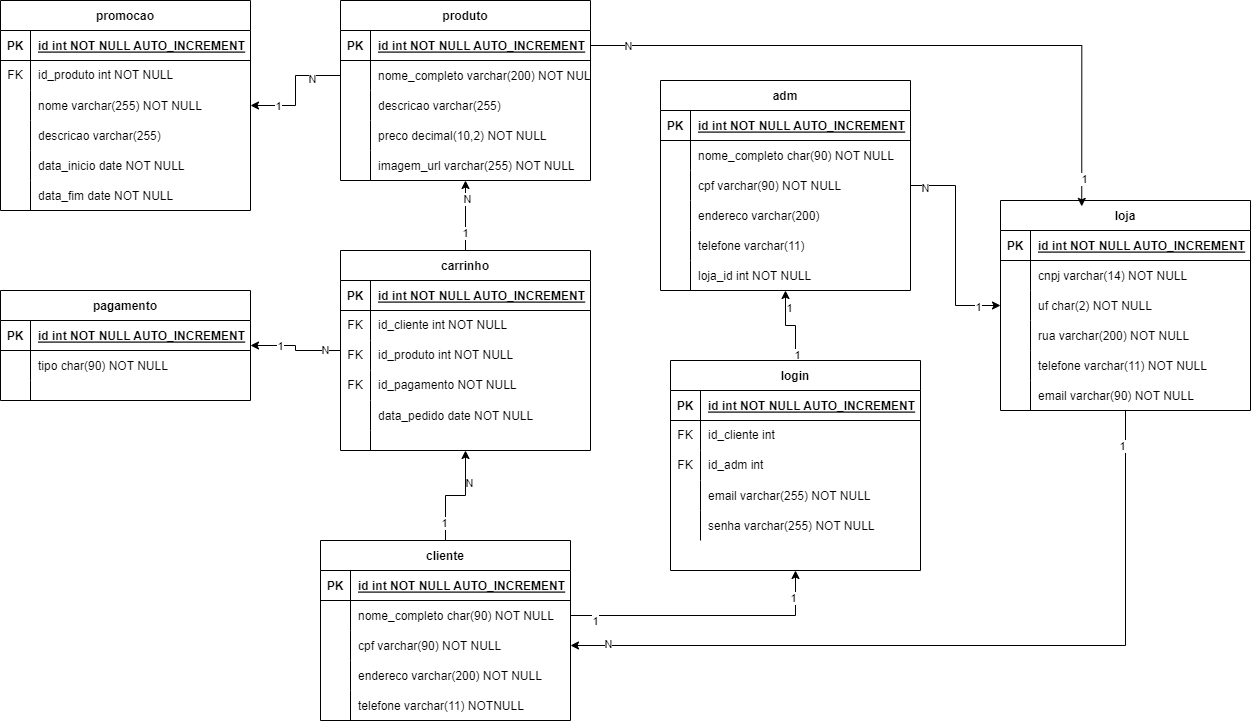 promocao
PK id int NOT NULL AUTO_INCREMENT
FK id_produto int NOT NULL
nome varchar(255) NOT NULL
descricao varchar(255)
data_inicio date NOT NULL
data_fim date NOT NULL
produto
PK id int NOT NULL AUTO_INCREMENT
nome_completo varchar(200) NOT NUL
descricao varchar(255)
preco decimal(10,2) NOT NULL
imagem_url varchar(255) NOT NULL
N
1
N
1
adm
PK id int NOT NULL AUTO_INCREMENT
nome_completo char(90) NOT NULL
cpf varchar(90) NOT NULL
endereco varchar(200)
telefone varchar(11)
loja_id int NOT NULL
N
1
loja
PK id int NOT NULL AUTO_INCREMENT
cnpj varchar(14) NOT NULL
uf char(2) NOT NULL
rua varchar(200) NOT NULL
telefone varchar(11) NOT NULL
email varchar(90) NOT NULL
N
1
carrinho
PK id int NOT NULL AUTO_INCREMENT
FK id_cliente int NOT NULL
FK id_produto int NOT NULL
FK id_pagamento NOT NULL
data_pedido date NOT NULL
pagamento
PK id int NOT NULL AUTO_INCREMENT
tipo char(90) NOT NULL
1
N
1
1
login
PK id int NOT NULL AUTO_INCREMENT
FK id_cliente int
FK id_adm int
email varchar(255) NOT NULL
senha varchar(255) NOT NULL
1
N
1
cliente
PK id int NOT NULL AUTO_INCREMENT
nome_completo char(90) NOT NULL
cpf varchar(90) NOT NULL
endereco varchar(200) NOT NULL
telefone varchar(11) NOTNULL
1
1
N